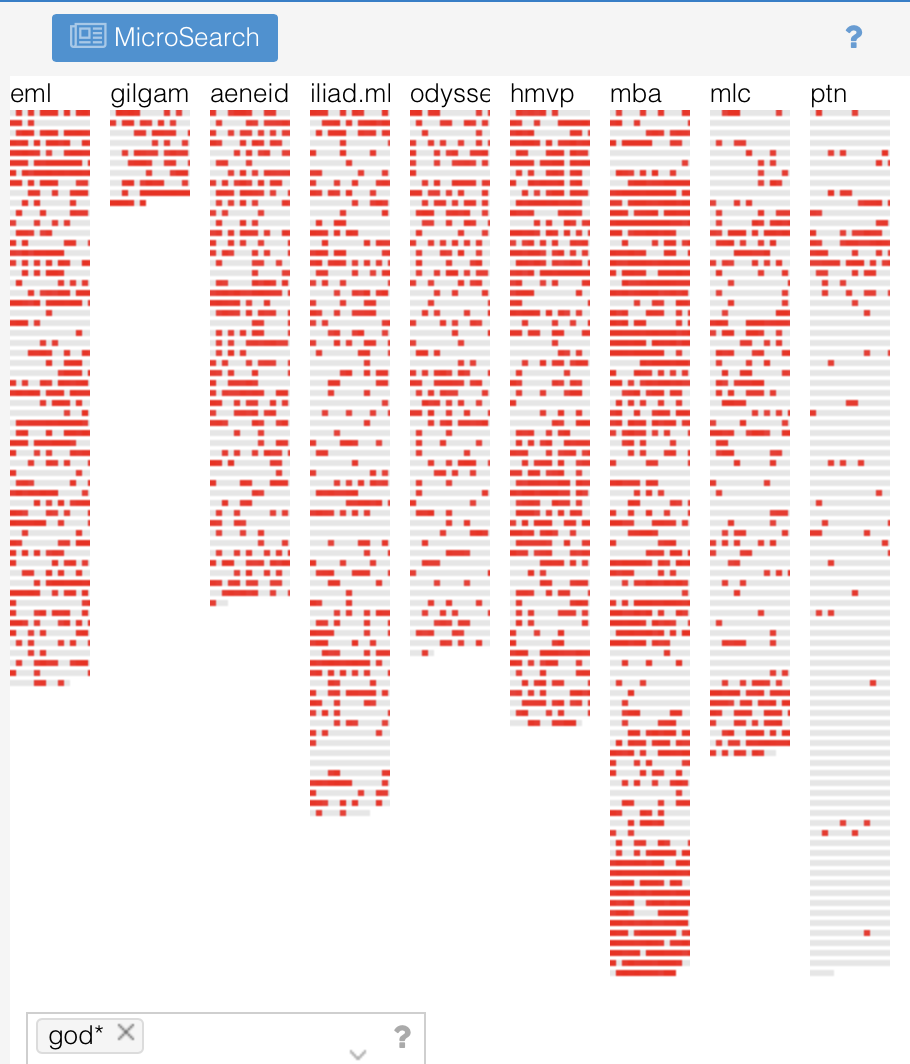 MicroSearch
?
eml gilgam aeneid iliad.ml odysse hmvp mba mlc ptn
god* ×
?